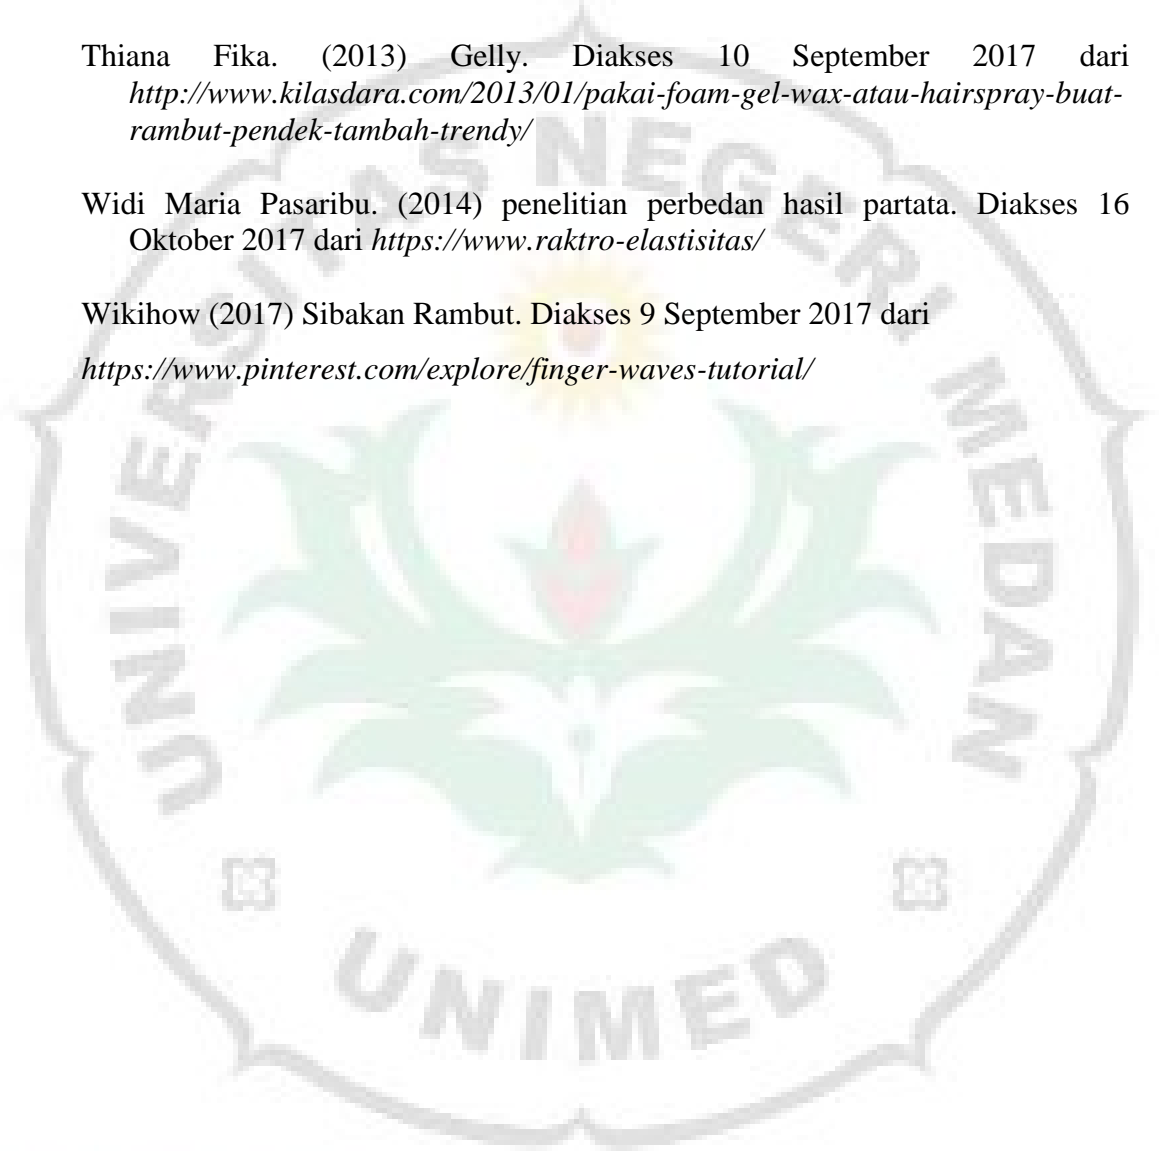 Thiana Fika. (2013) Gelly. Diakses 10 September 2017 dari
http://www.kilasdara.com/2013/01/pakai-foam-gel-wax-atau-hairspray-buat-
rambut-pendek-tambah-trendy/
Widi Maria Pasaribu. (2014) penelitian perbedan hasil partata. Diakses 16
Oktober 2017 dari https://www.raktro-elastisitas/
Wikihow (2017) Sibakan Rambut. Diakses 9 September 2017 dari
https://www.pinterest.com/explore/finger-waves-tutorial/
UNIVERSITAS NEGERI MEDAN
UNIMED